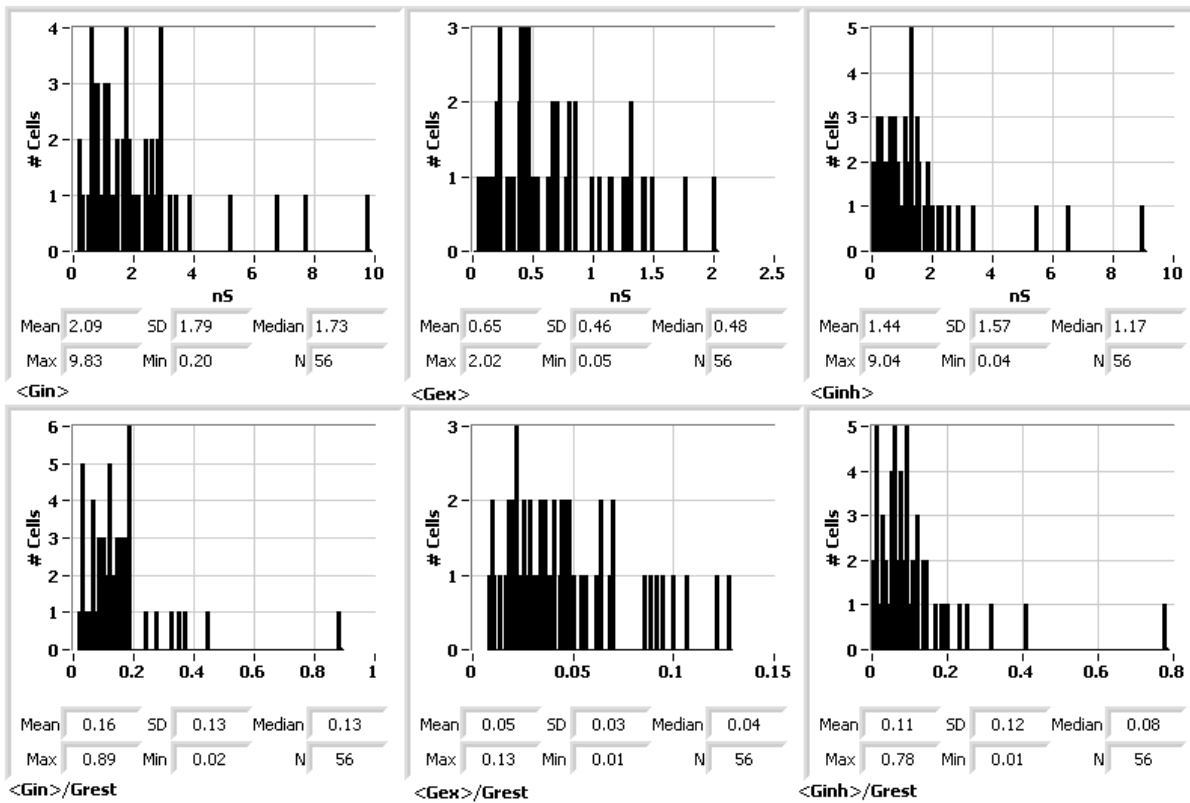 4
3
2
1
0
# Cells
0 2 4 6 8 10
nS
Mean 2.09 SD 1.79 Median 1.73
Max 9.83 Min 0.20 N 56
<Gin>
3
2
1
0
# Cells
0 0.5 1 1.5 2 2.5
nS
Mean 0.65 SD 0.46 Median 0.48
Max 2.02 Min 0.05 N 56
<Gex>
5
4
3
2
1
0
# Cells
0 2 4 6 8 10
nS
Mean 1.44 SD 1.57 Median 1.17
Max 9.04 Min 0.04 N 56
<Ginh>
6
5
4
3
2
1
0
# Cells
0 0.2 0.4 0.6 0.8 1
Mean 0.16 SD 0.13 Median 0.13
Max 0.89 Min 0.02 N 56
<Gin>/Grest
3
2
1
0
# Cells
0 0.05 0.1 0.15
Mean 0.05 SD 0.03 Median 0.04
Max 0.13 Min 0.01 N 56
<Gex>/Grest
5
4
3
2
1
0
# Cells
0 0.2 0.4 0.6 0.8
Mean 0.11 SD 0.12 Median 0.08
Max 0.78 Min 0.01 N 56
<Ginh>/Grest